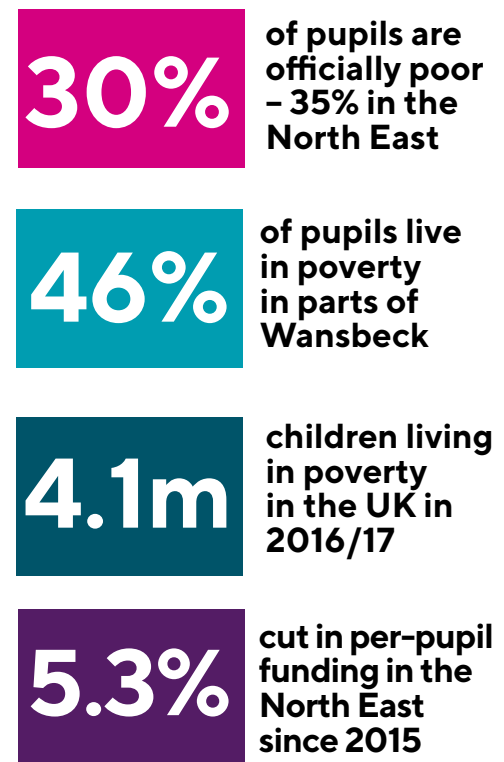 30%
of pupils are
officially poor
– 35% in the
North East
46%
of pupils live
in poverty
in parts of
Wansbeck
4.1m
children living
in poverty
in the UK in
2016/17
5.3%
cut in per-pupil
funding in the
North East
since 2015